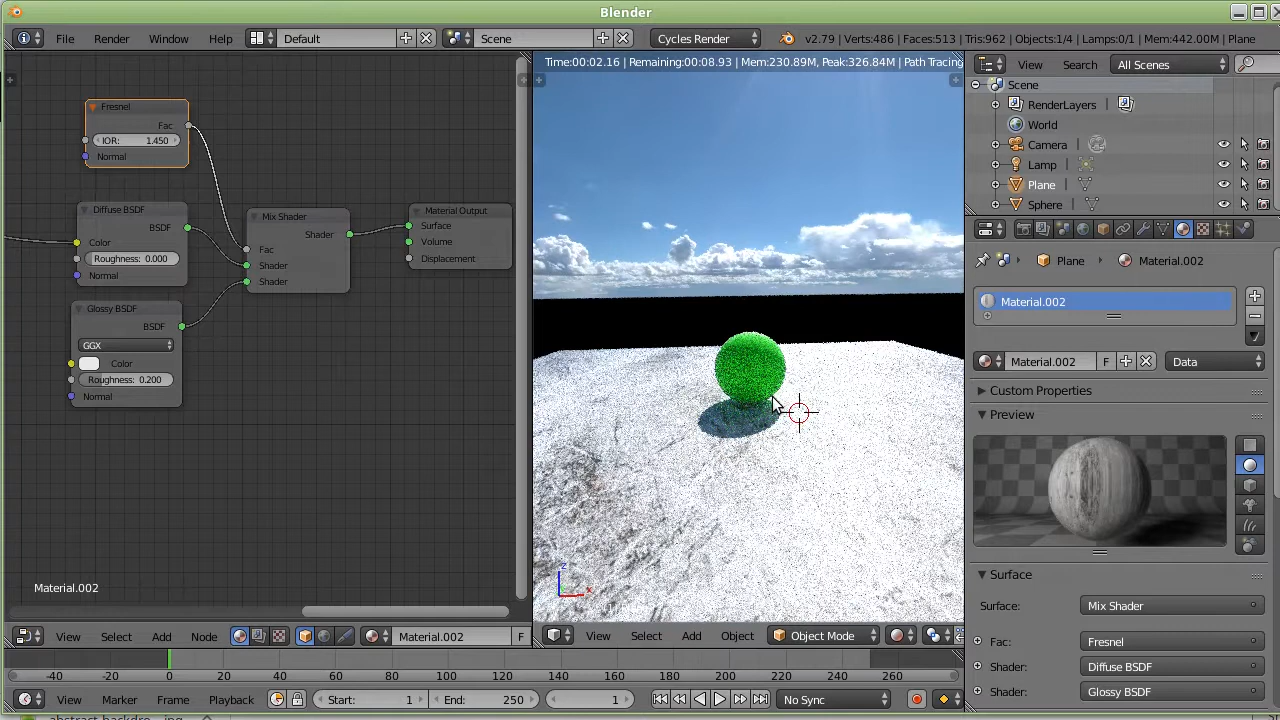 Blender
File Render Window Help Default Scene Cycles Render v2.79 | Verts:486 | Faces:513 | Tris:962 | Objects:1/4 | Lamps:0/1 | Mem:442.00M | Plane
Time:00:02.16 | Remaining:00:08.93 | Mem:230.89M, Peak:326.84M | Path Tracing
View Search All Scenes
Scene
RenderLayers
World
Camera
Lamp
Plane
Sphere
Fresnel
Fac
IOR: 1.450
Normal
Diffuse BSDF
BSDF
Color
Roughness: 0.000
Normal
Glossy BSDF
BSDF
GGX
Color
Roughness: 0.200
Normal
Mix Shader
Shader
Fac
Shader
Shader
Material Output
Surface
Volume
Displacement
Material.002
z
x
Plane Material.002
Material.002
Material.002 F Data
Custom Properties
Preview
Surface
Surface: Mix Shader
Fac: Fresnel
Shader: Diffuse BSDF
Shader: Glossy BSDF
View Select Add Node Material.002 F
View Select Add Object Object Mode
-40 -20 0 20 40 60 80 100 120 140 160 180 200 220 240 260
View Marker Frame Playback Start: 1 End: 250 1 No Sync